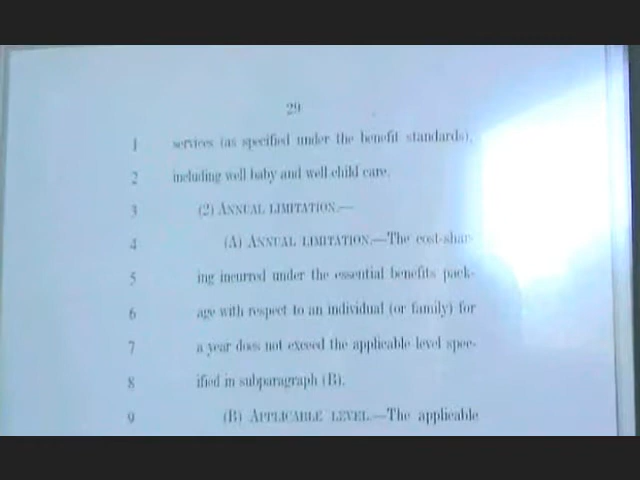 29
1 services (as specified under the benefit standards),
2 including well baby and well child care.
3 (2) ANNUAL LIMITATION.—
4 (A) ANNUAL LIMITATION.—The cost-shar-
5 ing incurred under the essential benefits pack-
6 age with respect to an individual (or family) for
7 a year does not exceed the applicable level spec-
8 ified in subparagraph (B).
9 (B) APPLICABLE LEVEL.—The applicable